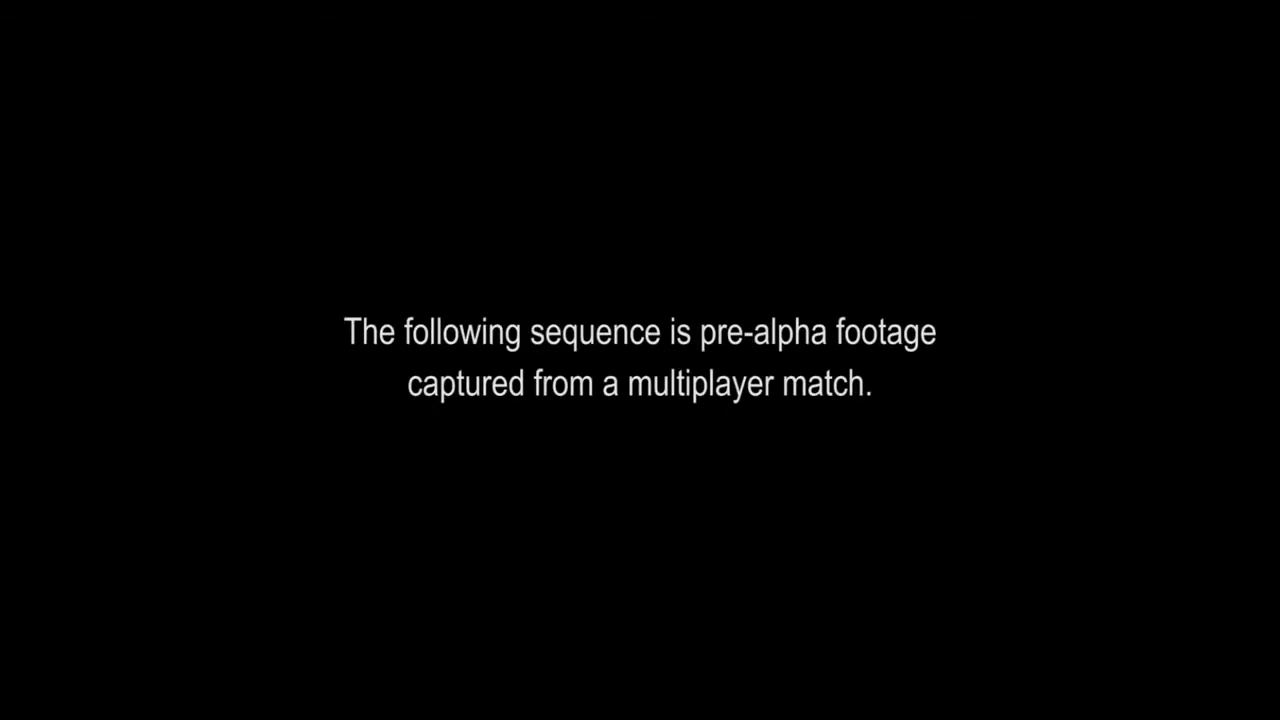 The following sequence is pre-alpha footage
captured from a multiplayer match.